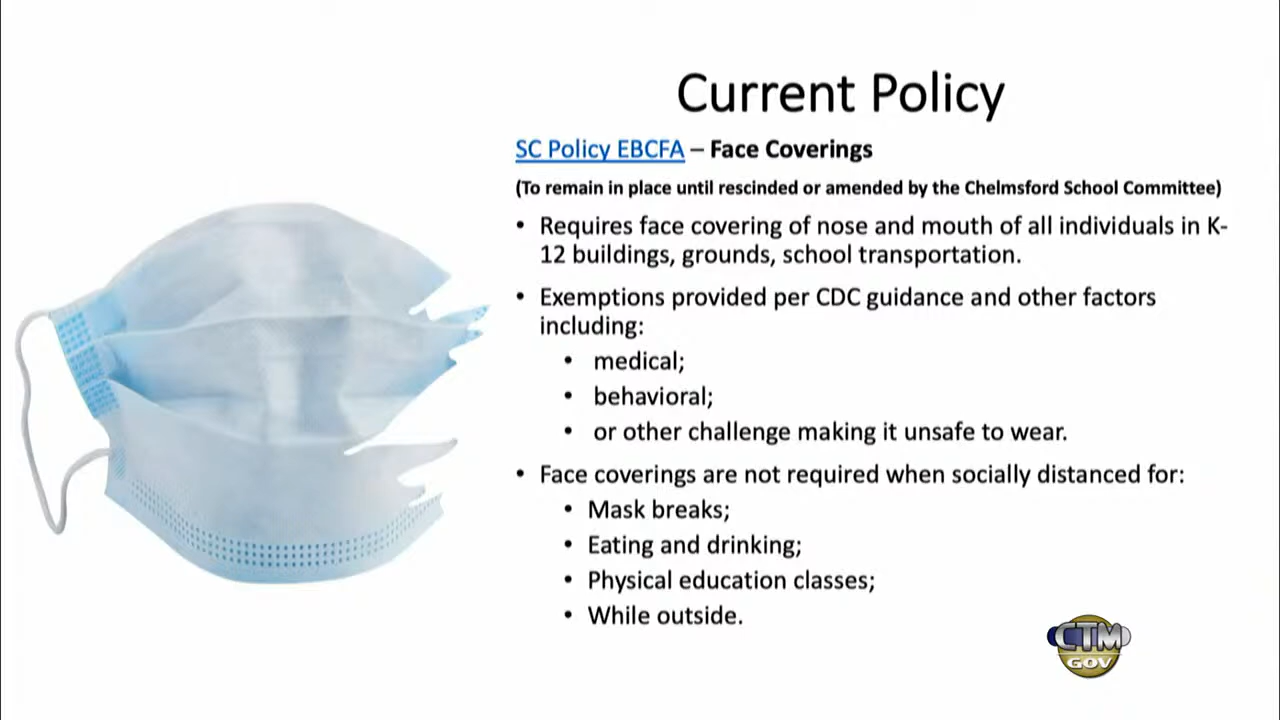 Current Policy
SC Policy EBCFA – Face Coverings
(To remain in place until rescinded or amended by the Chelmsford School Committee)
• Requires face covering of nose and mouth of all individuals in K-
12 buildings, grounds, school transportation.
• Exemptions provided per CDC guidance and other factors
including:
• medical;
• behavioral;
• or other challenge making it unsafe to wear.
• Face coverings are not required when socially distanced for:
• Mask breaks;
• Eating and drinking;
• Physical education classes;
• While outside.
CTM
GOV